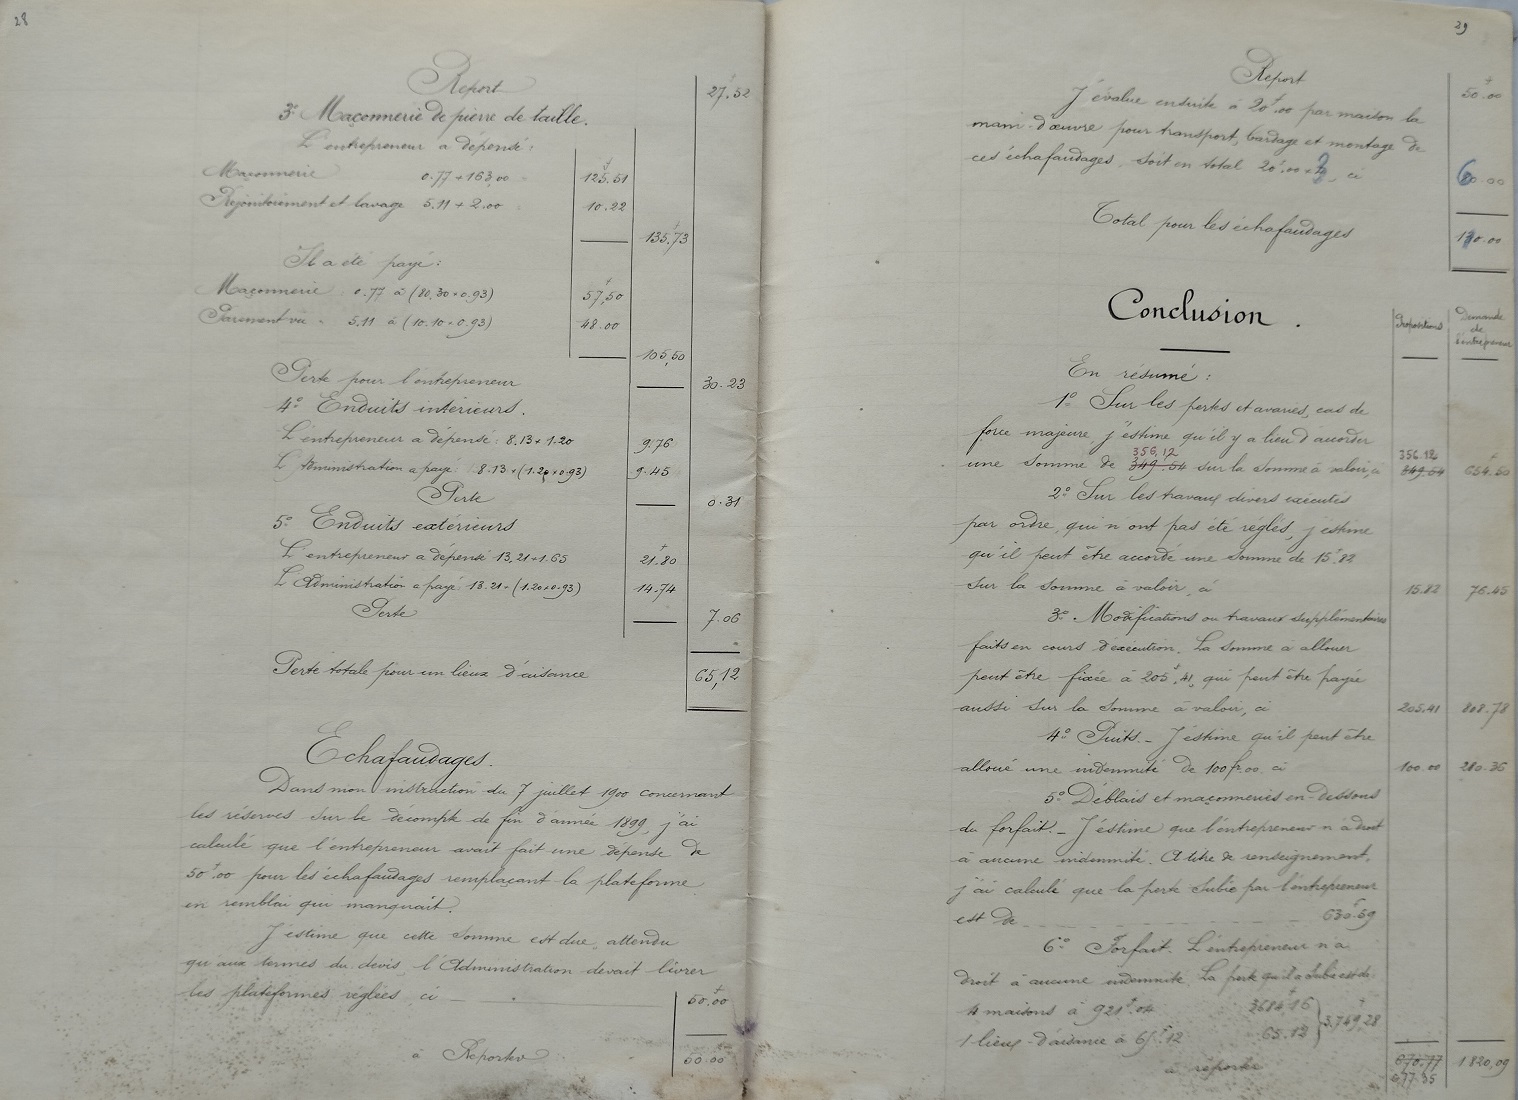 28
Report
27.52
3º Maçonnerie de pierre de taille.
L'entrepreneur a dépensé:
Maçonnerie 0.77 × 163,00 125.51
Rejointoiement et lavage 5.11 × 2.00 10.22
135.73
Il a été payé:
Maçonnerie 0.77 à (80,30 × 0.93) 57,50
Parement vu - 5,11 à (10.10 × 0.93) 48.00
105,50
Perte pour l'entrepreneur 30.23
4º Enduits intérieurs.
L'entrepreneur a dépensé: 8.13 × 1.20 9.76
L'Administration a payé: 8.13 × (1.25 × 0.93) 9.45
Perte 0.31
5º Enduits extérieurs
L'entrepreneur a dépensé 13,21 × 1.65 21.80
L'Administration a payé 13.21 × (1.20 × 0.93) 14.74
Perte 7.06
Perte totale pour un lieux d'aisance 65,12
Echafaudages.
Dans mon instruction du 7 juillet 1900 concernant
les réserves sur le décompte de fin d'année 1899, j'ai
calculé que l'entrepreneur avait fait une dépense de
50f.00 pour les échafaudages remplaçant la plateforme
en remblai qui manquait.
J'estime que cette somme est due, attendu
qu'aux termes du devis, l'Administration devait livrer
les plateformes réglées, ci 50.00
à Reporter 50.00
29
Report 50.00
J'évalue ensuite à 20f.00 par maison la
main-d'œuvre pour transport, bardage et montage de
ces échafaudages, soit en total 20f.00 × 3, ci 60.00
Total pour les échafaudages 110.00
Conclusion.
Propositions
Demande de l'entrepreneur
En résumé:
1º Sur les pertes et avaries, cas de
force majeure, j'estime qu'il y a lieu d'accorder
356,12 356.12
une somme de 349.54 sur la somme à valoir, ci 349.54 654.50
2º Sur les travaux divers exécutés
par ordre, qui n'ont pas été réglés, j'estime
qu'il peut être accordé une somme de 15f.82
sur la somme à valoir, ci 15.82 76.45
3º - Modifications ou travaux supplémentaires
faits en cours d'exécution. La somme à allouer
peut être fixée à 205f,41, qui peut être payée
aussi sur la somme à valoir, ci 205.41 808.78
4º Puits - J'estime qu'il peut être
alloué une indemnité de 100fr.00 ci 100.00 280.36
5º Déblais et maçonneries en-dessous
du forfait. - J'estime que l'entrepreneur n'a droit
à aucune indemnité. A titre de renseignement,
j'ai calculé que la perte subie par l'entrepreneur
est de 630f.59
6º Forfait. L'entrepreneur n'a
droit à aucune indemnité. La perte qu'il a subie est de
4 maisons à 921f.04 3684.16
3,749,28
1 lieux-d'aisance à 65f.12 65.12
à reporter 670.77 1820,09
677.35